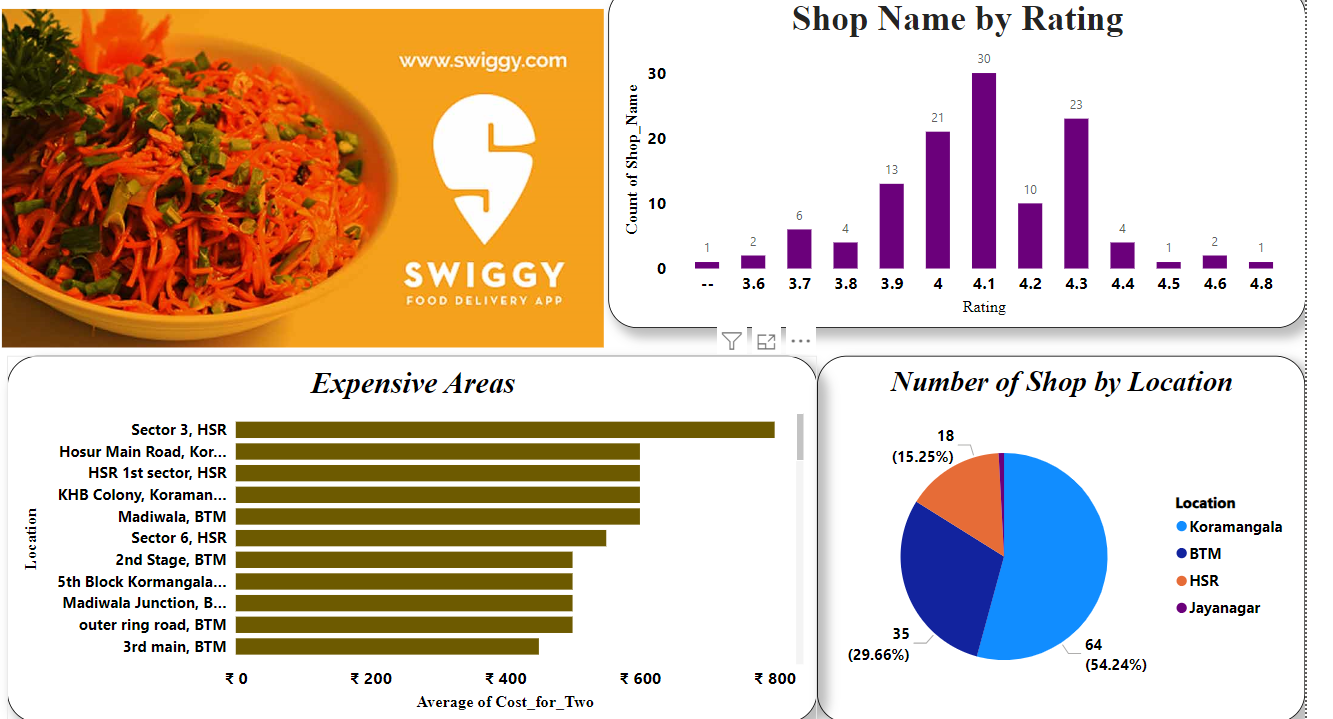 www.swiggy.com
SWIGGY
FOOD DELIVERY APP
Shop Name by Rating
Count of Shop_Name
30
20
10
0
1
2
6
4
13
21
30
10
23
4
1
2
1
-- 3.6 3.7 3.8 3.9 4 4.1 4.2 4.3 4.4 4.5 4.6 4.8
Rating
Expensive Areas
Location
Sector 3, HSR
Hosur Main Road, Kor...
HSR 1st sector, HSR
KHB Colony, Koraman...
Madiwala, BTM
Sector 6, HSR
2nd Stage, BTM
5th Block Kormangala...
Madiwala Junction, B...
outer ring road, BTM
3rd main, BTM
₹ 0 ₹ 200 ₹ 400 ₹ 600 ₹ 800
Average of Cost_for_Two
Number of Shop by Location
18
(15.25%)
35
(29.66%)
64
(54.24%)
Location
Koramangala
BTM
HSR
Jayanagar